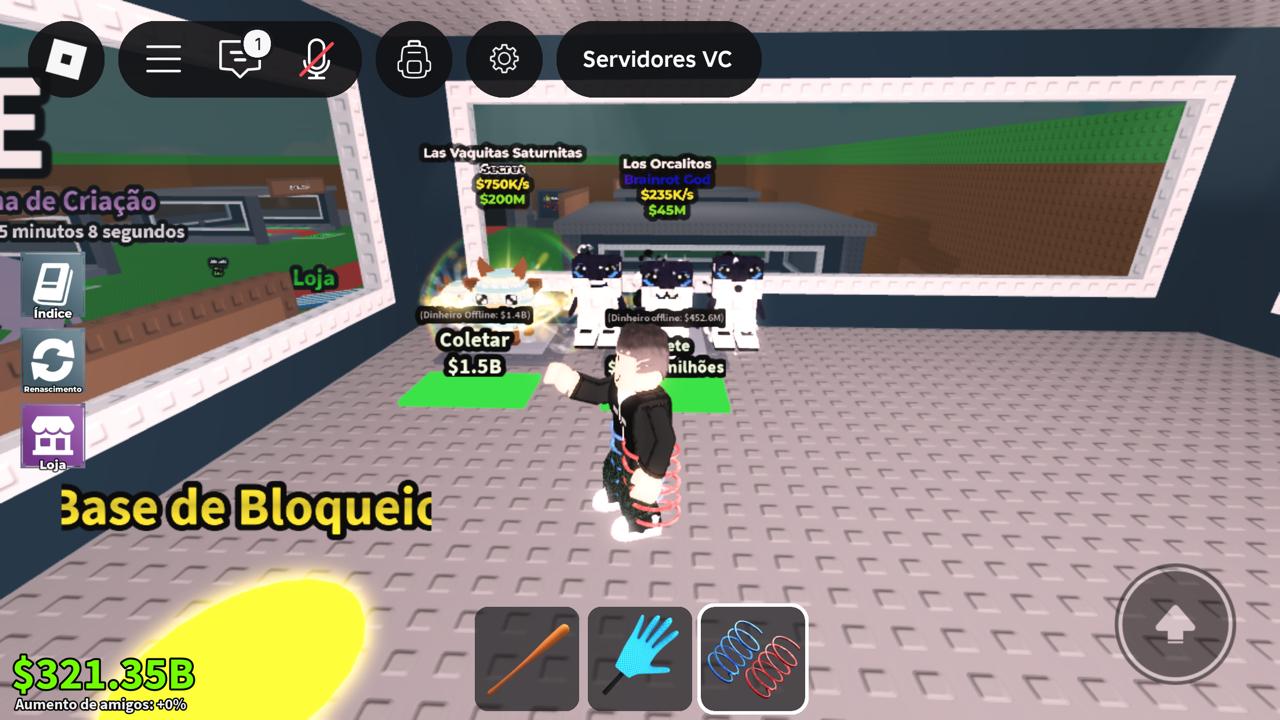 1
Servidores VC
E
na de Criação
5 minutos 8 segundos
Índice
Loja
Renascimento
Loja
Las Vaquitas Saturnitas
Secret
$750K/s
$200M
Los Orcalitos
Brainrot God
$235K/s
$45M
(Dinheiro Offline: $1.4B)
Coletar
$1.5B
(Dinheiro offline: $452.6M)
ete
milhões
Base de Bloqueio
$321.35B
Aumento de amigos: +0%